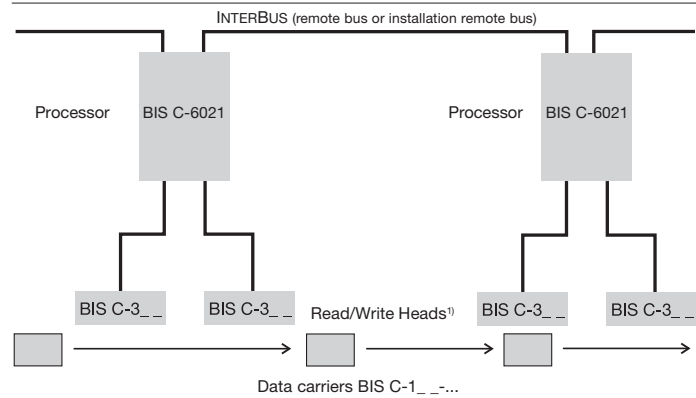 INTERBUS (remote bus or installation remote bus)
Processor
BIS C-6021
Processor
BIS C-6021
BIS C-3_ _
BIS C-3_ _
Read/Write Heads¹⁾
BIS C-3_ _
BIS C-3_ _
Data carriers BIS C-1_ _-...